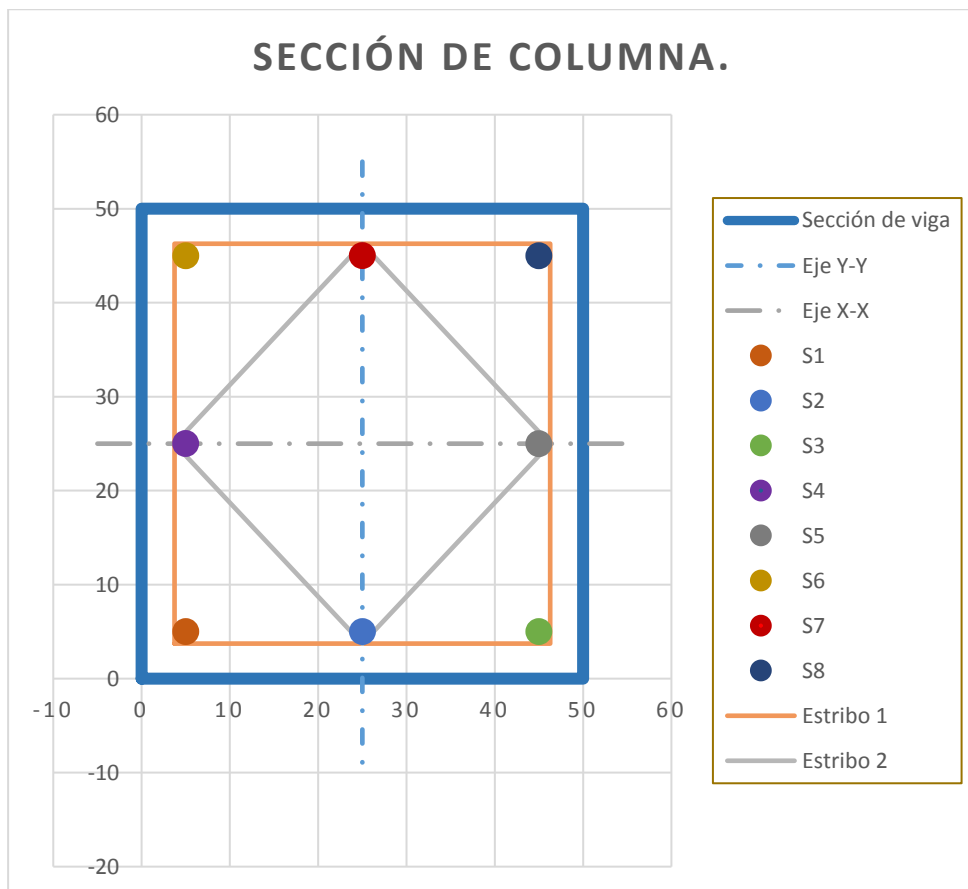 SECCIÓN DE COLUMNA.
60
50
40
30
20
10
0
-10
-20
-10 0 10 20 30 40 50 60
Sección de viga
Eje Y-Y
Eje X-X
S1
S2
S3
S4
S5
S6
S7
S8
Estribo 1
Estribo 2